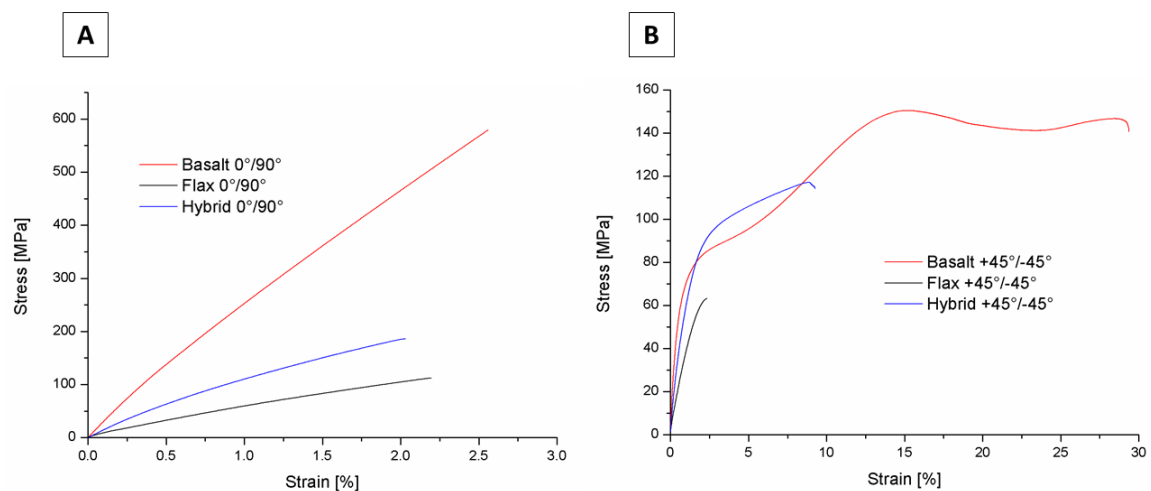 A
600
500
400
300
200
100
0
Stress [MPa]
Basalt 0°/90°
Flax 0°/90°
Hybrid 0°/90°
0.0 0.5 1.0 1.5 2.0 2.5 3.0
Strain [%]
B
160
140
120
100
80
60
40
20
0
Stress [MPa]
Basalt +45°/-45°
Flax +45°/-45°
Hybrid +45°/-45°
0 5 10 15 20 25 30
Strain [%]